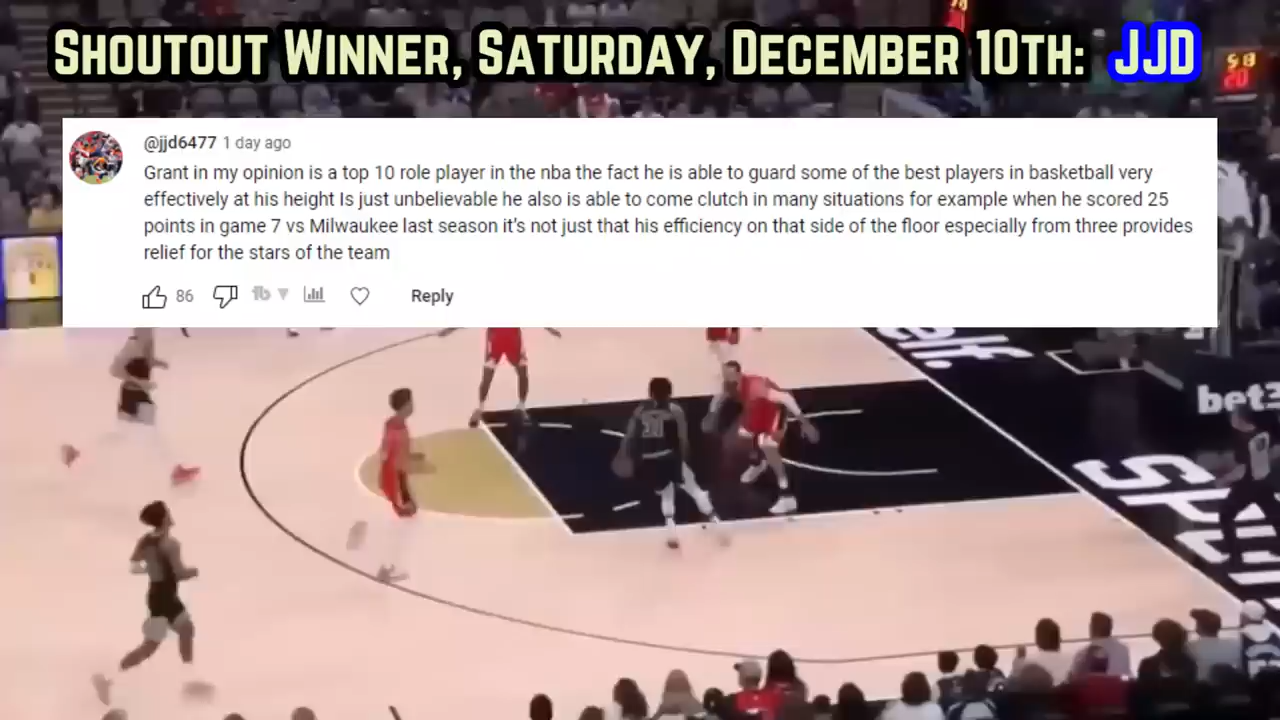 SHOUTOUT WINNER, SATURDAY, DECEMBER 10TH: JJD
58
20
@jjd6477 1 day ago
Grant in my opinion is a top 10 role player in the nba the fact he is able to guard some of the best players in basketball very
effectively at his height Is just unbelievable he also is able to come clutch in many situations for example when he scored 25
points in game 7 vs Milwaukee last season it's not just that his efficiency on that side of the floor especially from three provides
relief for the stars of the team
86
Reply
elf.
bet3